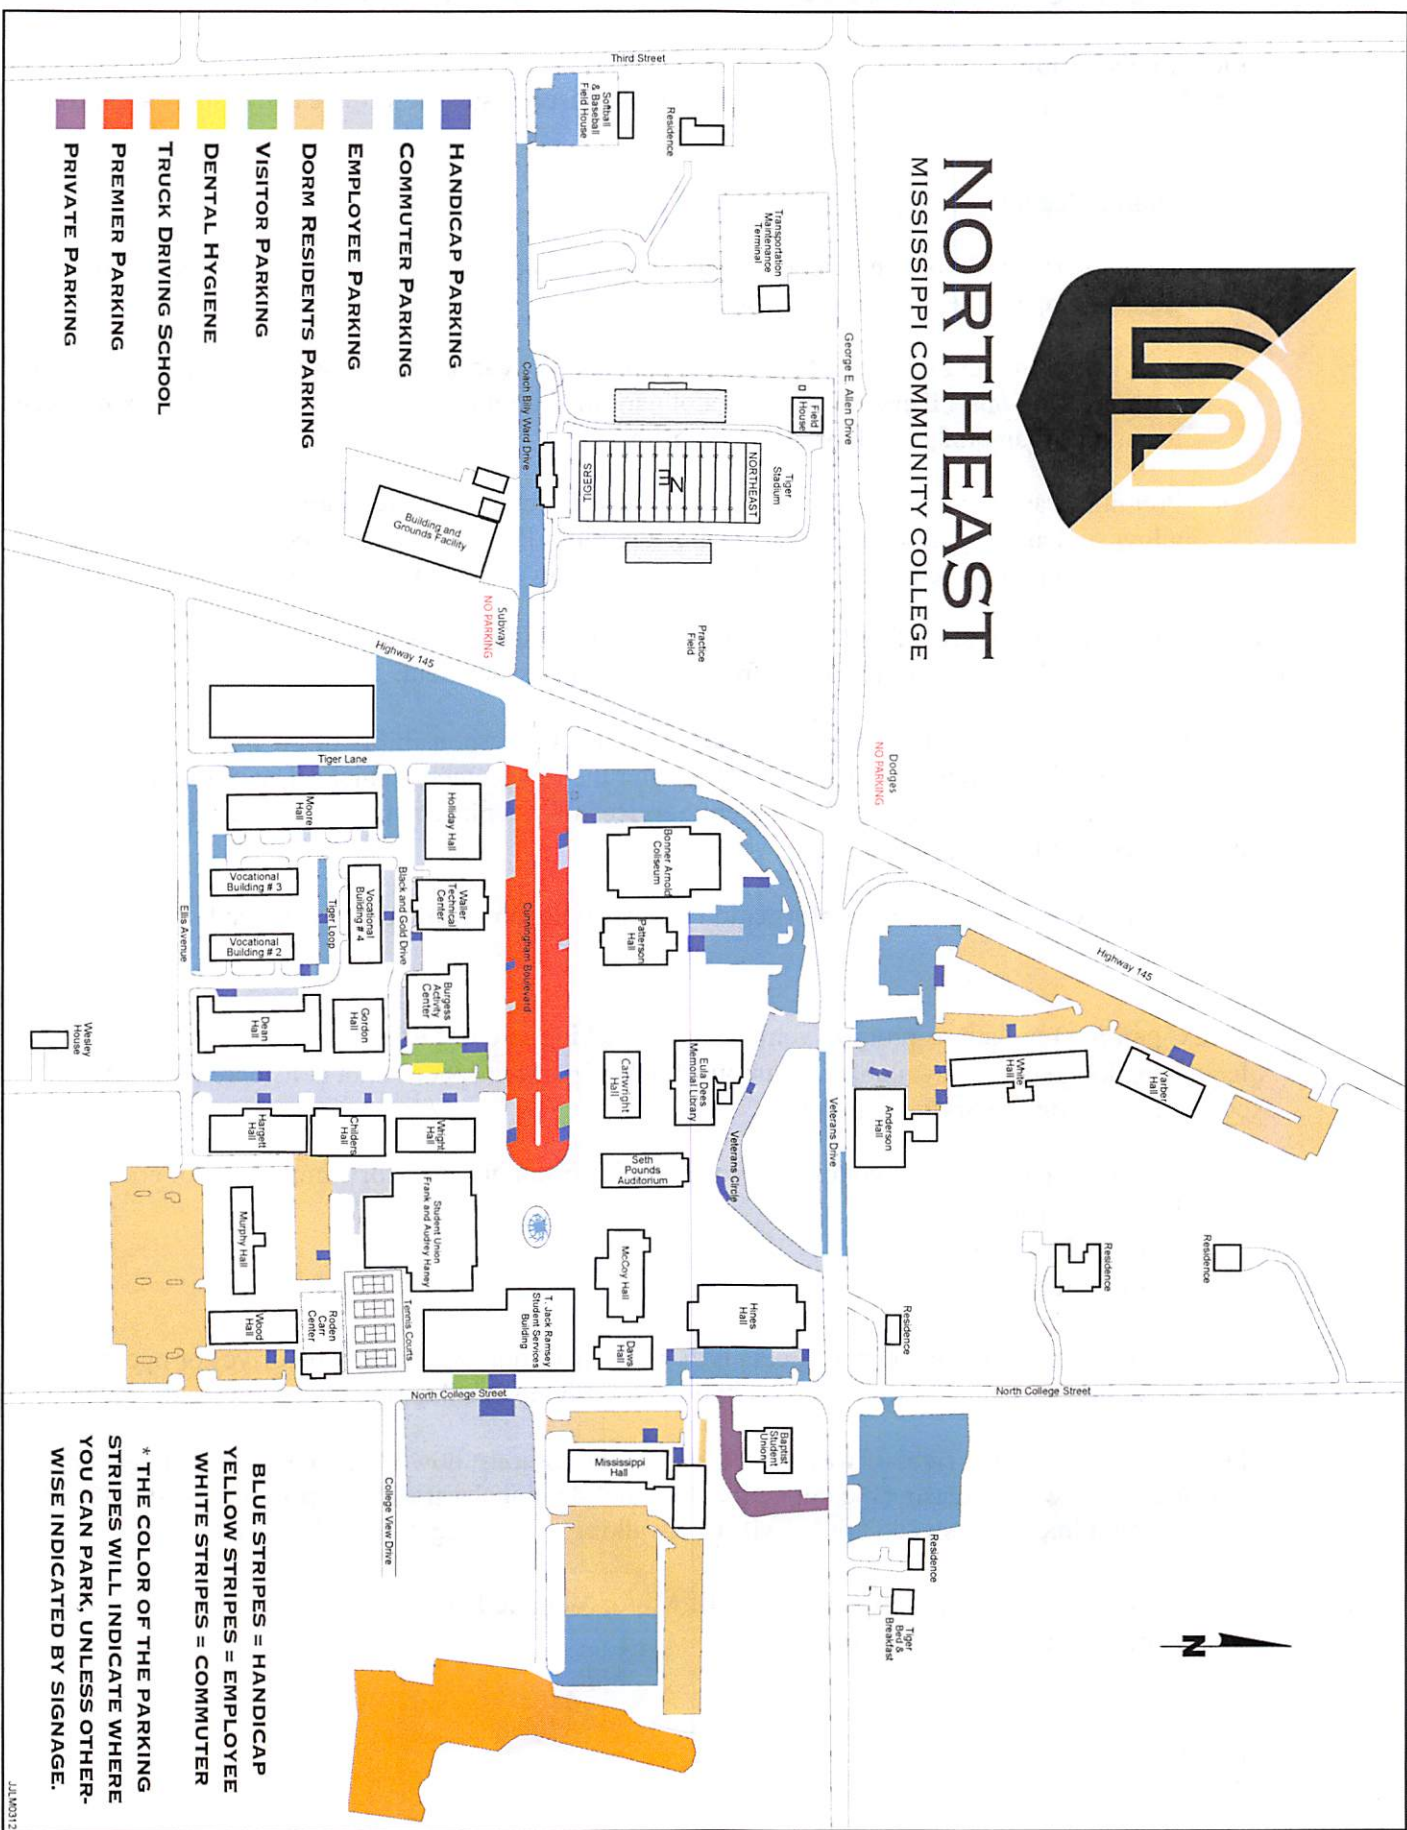 NORTHEAST
MISSISSIPPI COMMUNITY COLLEGE
HANDICAP PARKING
COMMUTER PARKING
EMPLOYEE PARKING
DORM RESIDENTS PARKING
VISITOR PARKING
DENTAL HYGIENE
TRUCK DRIVING SCHOOL
PREMIER PARKING
PRIVATE PARKING
Third Street
Softball
& Baseball
Field House
Residence
Transportation
Maintenance
Terminal
George E. Allen Drive
Coach Billy Ward Drive
Field
House
Tiger
Stadium
NORTHEAST
NE
TIGERS
Building and
Grounds Facility
Practice
Field
Subway
NO PARKING
Dodges
NO PARKING
Highway 145
Highway 145
Tiger Lane
Moore
Hall
Holliday Hall
Vocational
Building # 3
Vocational
Building # 2
Vocational
Building # 4
Tiger Loop
Ellis Avenue
Black and Gold Drive
Waller
Technical
Center
Burgess
Activity
Center
Gordon
Hall
Dean
Hall
Wesley
House
Cunningham Boulevard
Bonner Arnold
Coliseum
Patterson
Hall
Eula Dees
Memorial Library
Cartwright
Hall
Seth
Pounds
Auditorium
Veterans Circle
Veterans Drive
Anderson
Hall
White
Hall
Yarber
Hall
Hargett
Hall
Childers
Hall
Wright
Hall
Student Union
Frank and Audrey Haney
Murphy Hall
Wood
Hall
Roden
Carr
Center
Tennis Courts
T. Jack Ramsey
Student Services
Building
McCoy Hall
Daws
Hall
Hines
Hall
Residence
Residence
Residence
North College Street
North College Street
College View Drive
Mississippi
Hall
Baptist
Student
Union
Residence
Tiger
Bed &
Breakfast
N
BLUE STRIPES = HANDICAP
YELLOW STRIPES = EMPLOYEE
WHITE STRIPES = COMMUTER
* THE COLOR OF THE PARKING
STRIPES WILL INDICATE WHERE
YOU CAN PARK, UNLESS OTHER-
WISE INDICATED BY SIGNAGE.
JJLM0312